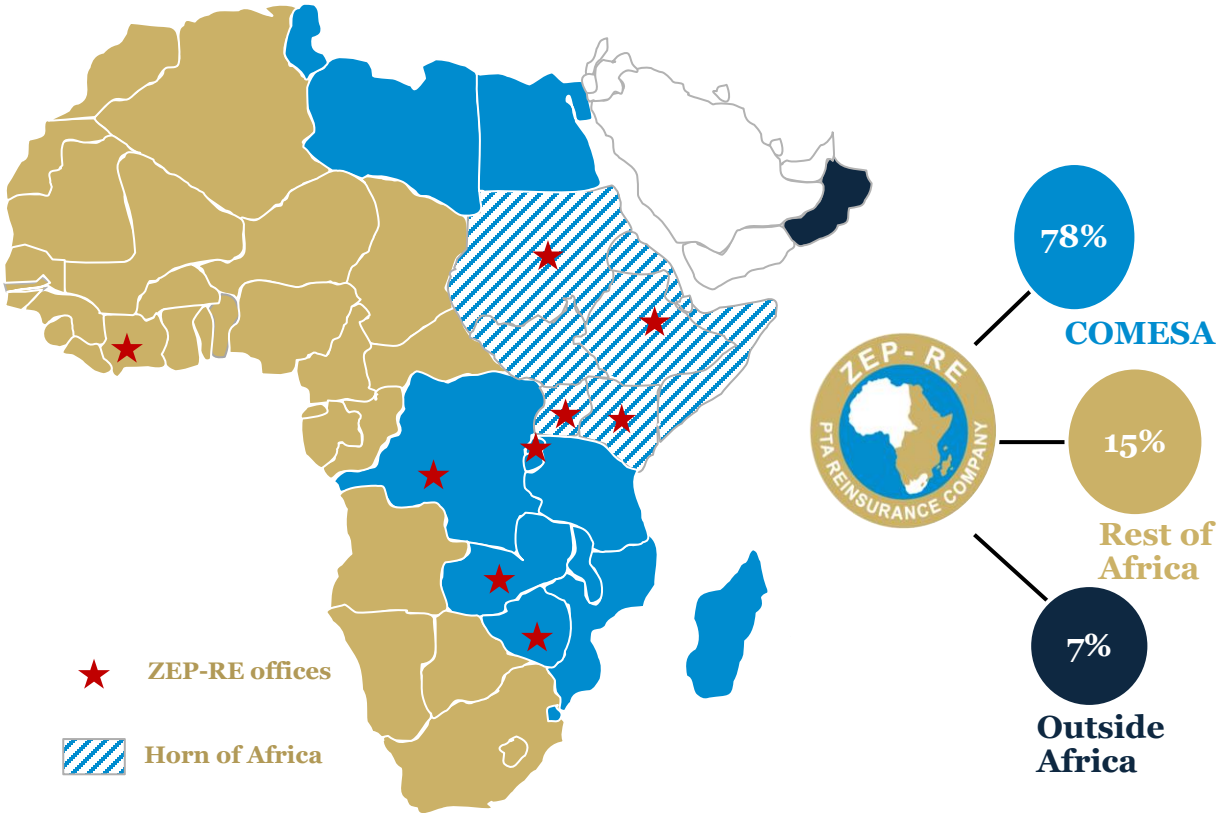 78%
COMESA
ZEP- RE
PTA REINSURANCE COMPANY
15%
Rest of
Africa
7%
Outside
Africa
ZEP-RE offices
Horn of Africa